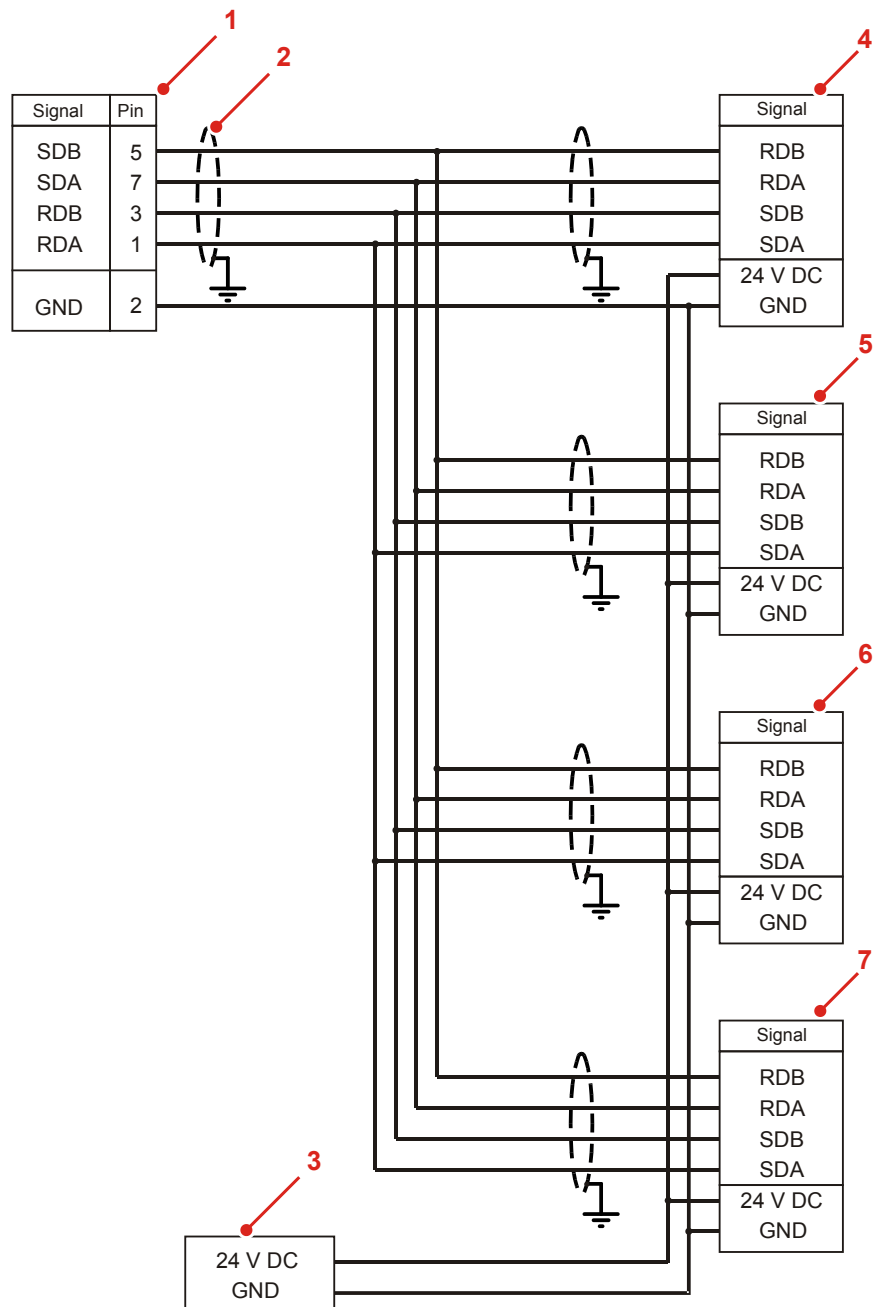 1
2
4
Signal Pin
SDB 5
SDA 7
RDB 3
RDA 1
GND 2
Signal
RDB
RDA
SDB
SDA
24 V DC
GND
5
Signal
RDB
RDA
SDB
SDA
24 V DC
GND
6
Signal
RDB
RDA
SDB
SDA
24 V DC
GND
7
Signal
RDB
RDA
SDB
SDA
24 V DC
GND
3
24 V DC
GND